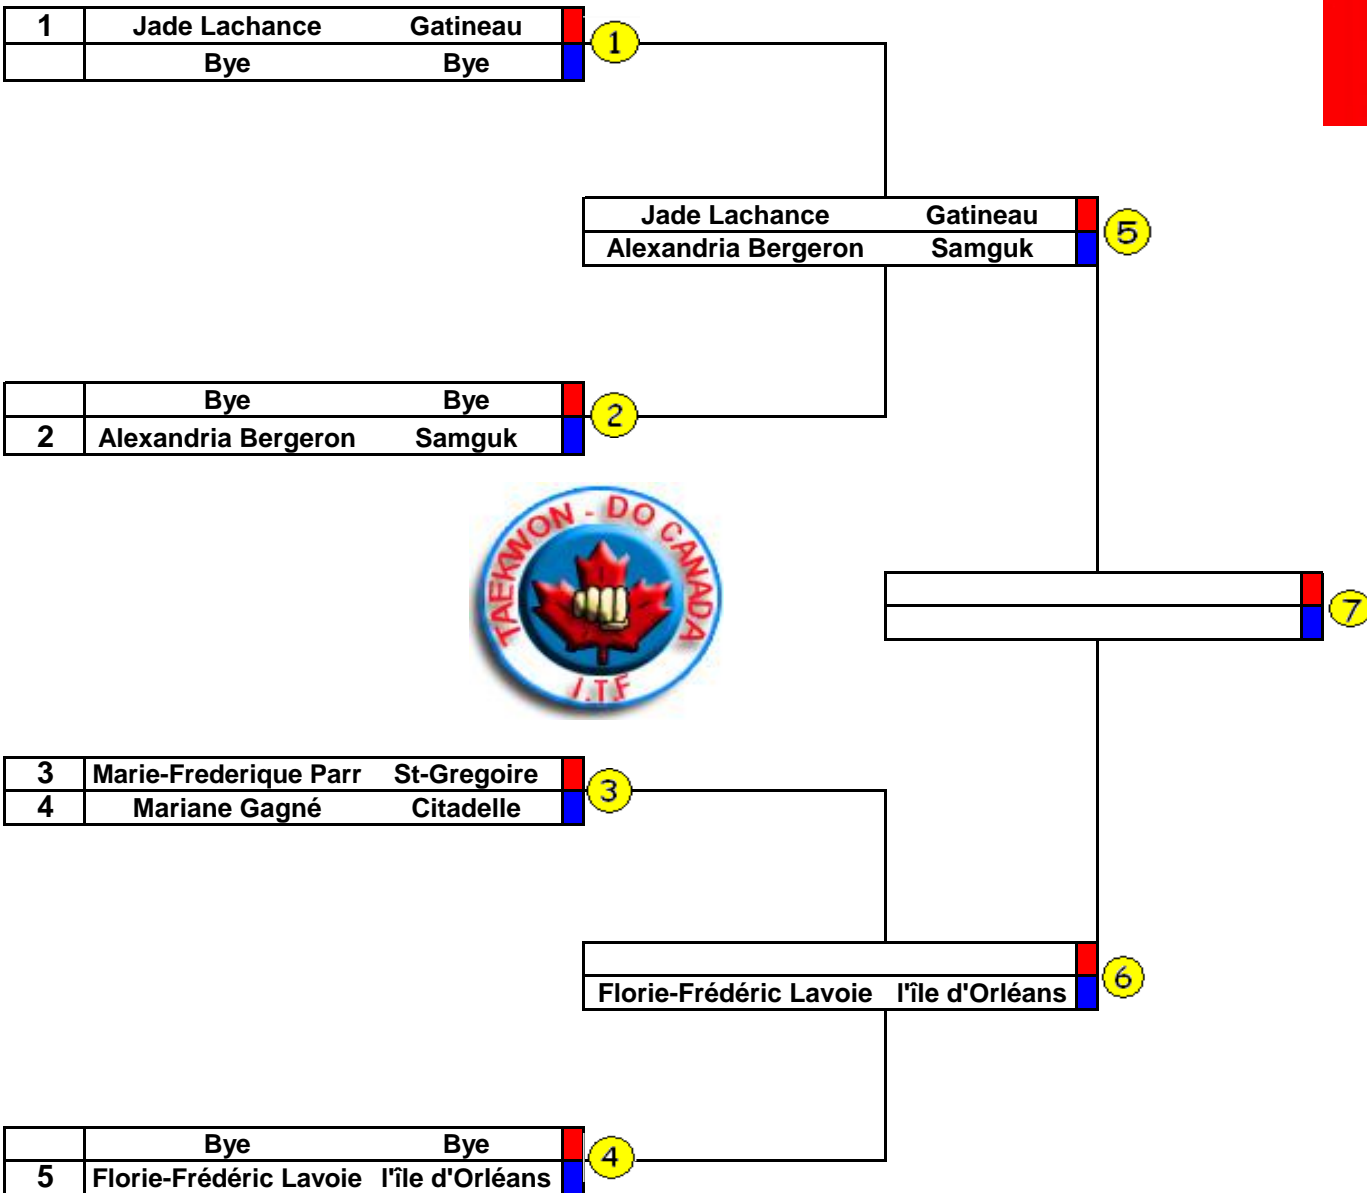 1 Jade Lachance Gatineau 1
Bye Bye
Jade Lachance Gatineau 5
Alexandria Bergeron Samguk
Bye Bye 2
2 Alexandria Bergeron Samguk
TAEKWON - DO CANADA
I.T.F
7
3 Marie-Frederique Parr St-Gregoire 3
4 Mariane Gagné Citadelle
Florie-Frédéric Lavoie l'île d'Orléans 6
Bye Bye 4
5 Florie-Frédéric Lavoie l'île d'Orléans